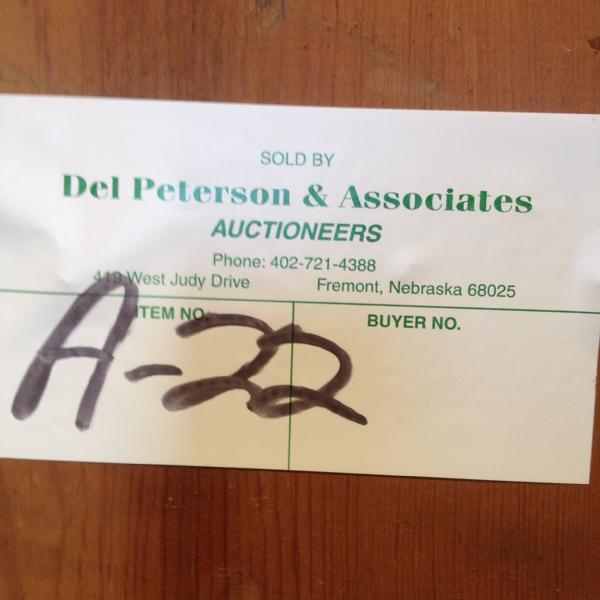 SOLD BY
Del Peterson & Associates
AUCTIONEERS
Phone: 402-721-4388
419 West Judy Drive Fremont, Nebraska 68025
ITEM NO. BUYER NO.
A-22